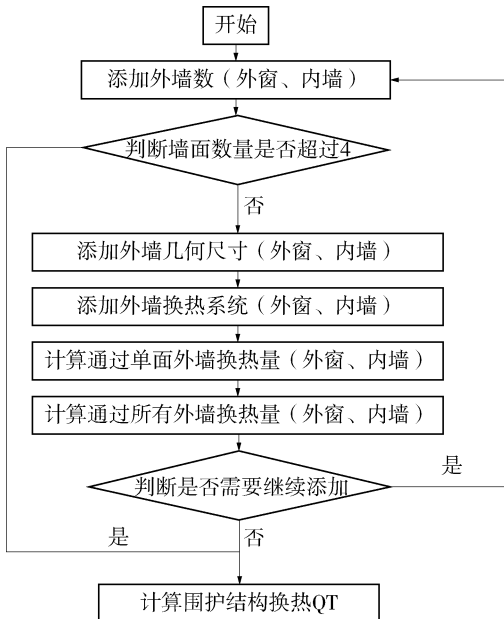 开始
添加外墙数（外窗、内墙）
判断墙面数量是否超过4
否
添加外墙几何尺寸（外窗、内墙）
添加外墙换热系统（外窗、内墙）
计算通过单面外墙换热量（外窗、内墙）
计算通过所有外墙换热量（外窗、内墙）
是
判断是否需要继续添加
是
否
计算围护结构换热QT